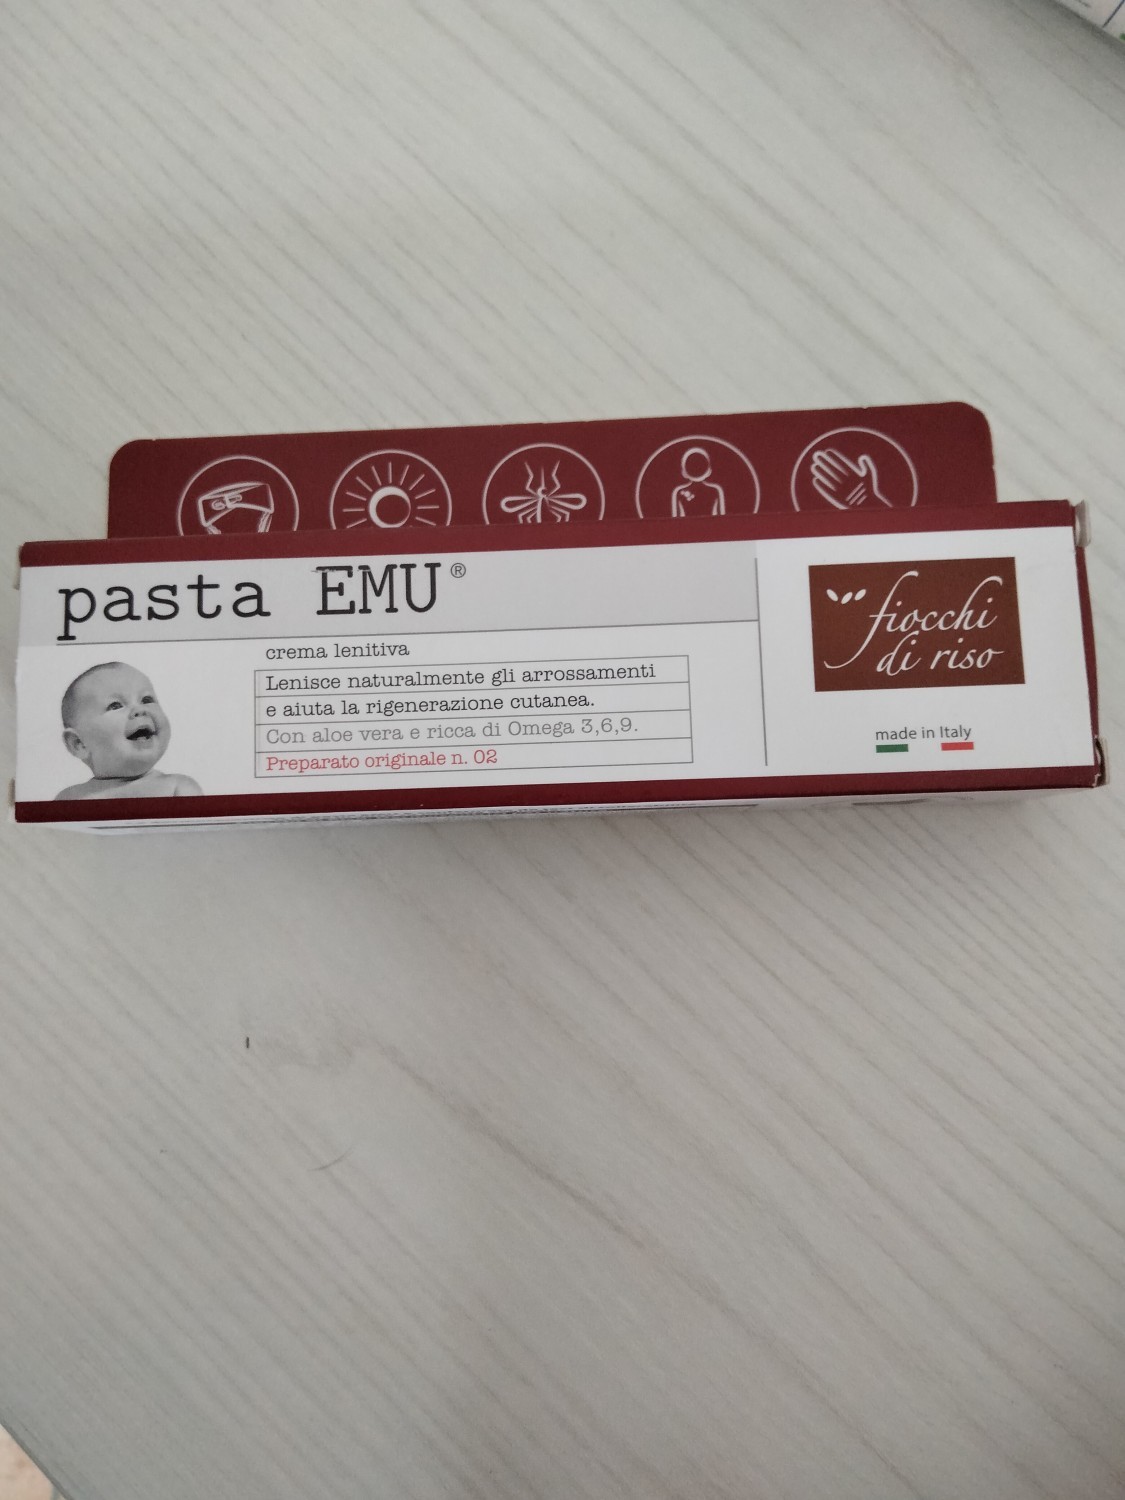 pasta EMU®
crema lenitiva
Lenisce naturalmente gli arrossamenti
e aiuta la rigenerazione cutanea.
Con aloe vera e ricca di Omega 3,6,9.
Preparato originale n. 02
fiocchi
di riso
made in Italy